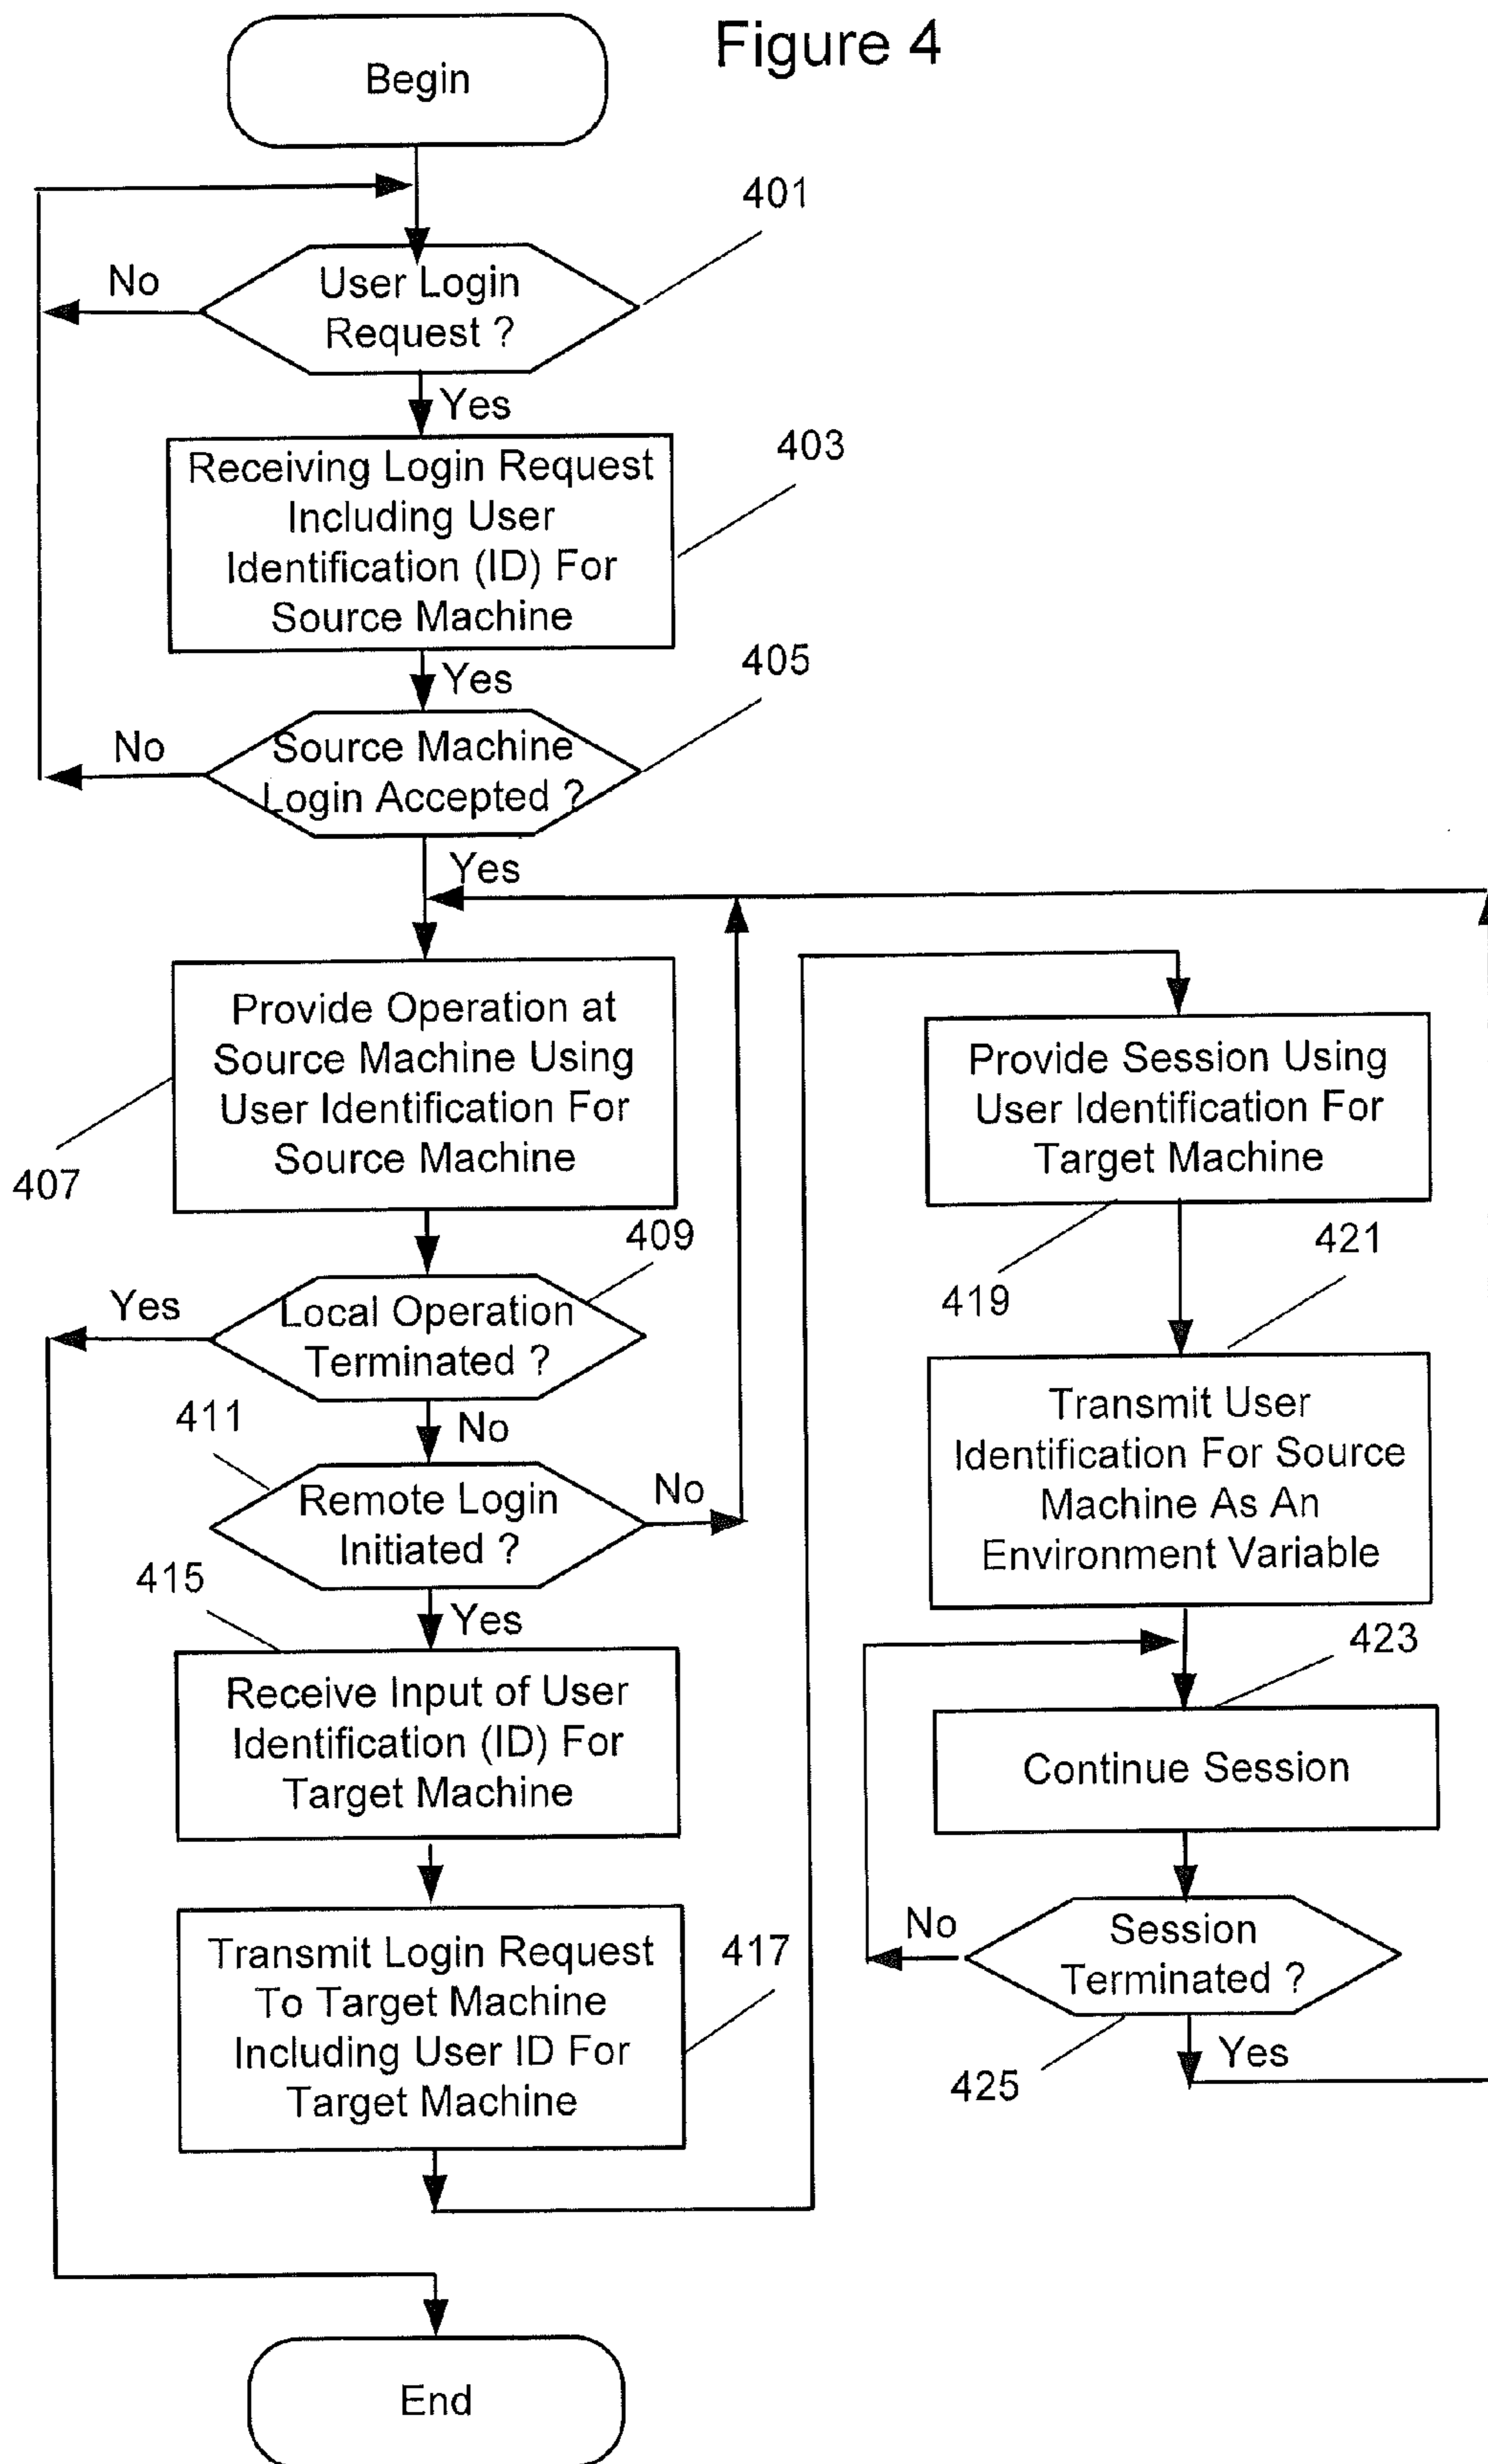 Figure 4
Begin
401
No
User Login
Request ?
Yes
403
Receiving Login Request
Including User
Identification (ID) For
Source Machine
Yes
405
No
Source Machine
Login Accepted ?
Yes
Provide Operation at
Source Machine Using
User Identification For
Source Machine
407
409
Yes
Local Operation
Terminated ?
No
411
Remote Login
Initiated ?
No
Yes
415
Receive Input of User
Identification (ID) For
Target Machine
Transmit Login Request
To Target Machine
Including User ID For
Target Machine
417
Provide Session Using
User Identification For
Target Machine
419
421
Transmit User
Identification For Source
Machine As An
Environment Variable
423
Continue Session
No
Session
Terminated ?
425
Yes
End